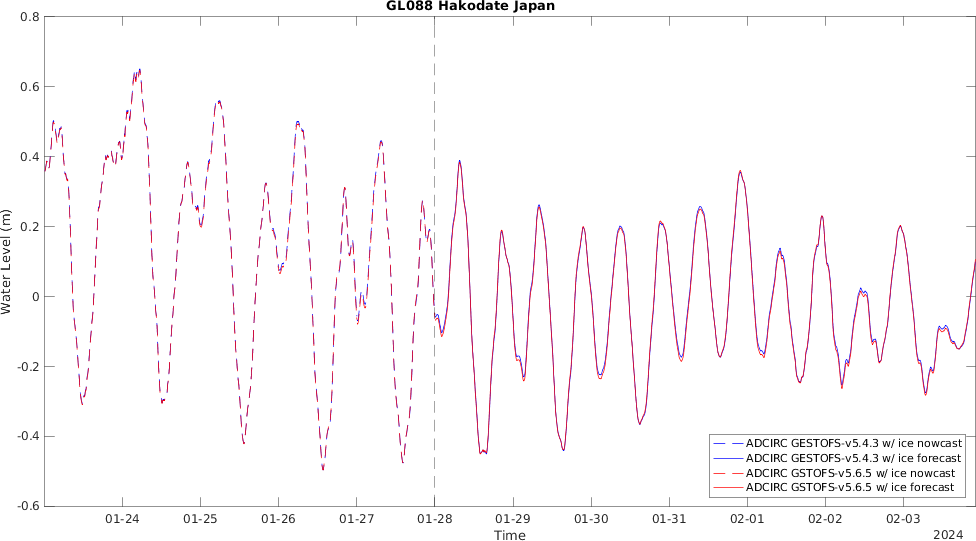 GL088 Hakodate Japan
0.8
0.6
0.4
0.2
0
-0.2
-0.4
-0.6
Water Level (m)
ADCIRC GESTOFS-v5.4.3 w/ ice nowcast
ADCIRC GESTOFS-v5.4.3 w/ ice forecast
ADCIRC GSTOFS-v5.6.5 w/ ice nowcast
ADCIRC GSTOFS-v5.6.5 w/ ice forecast
01-24 01-25 01-26 01-27 01-28 01-29 01-30 01-31 02-01 02-02 02-03
Time
2024